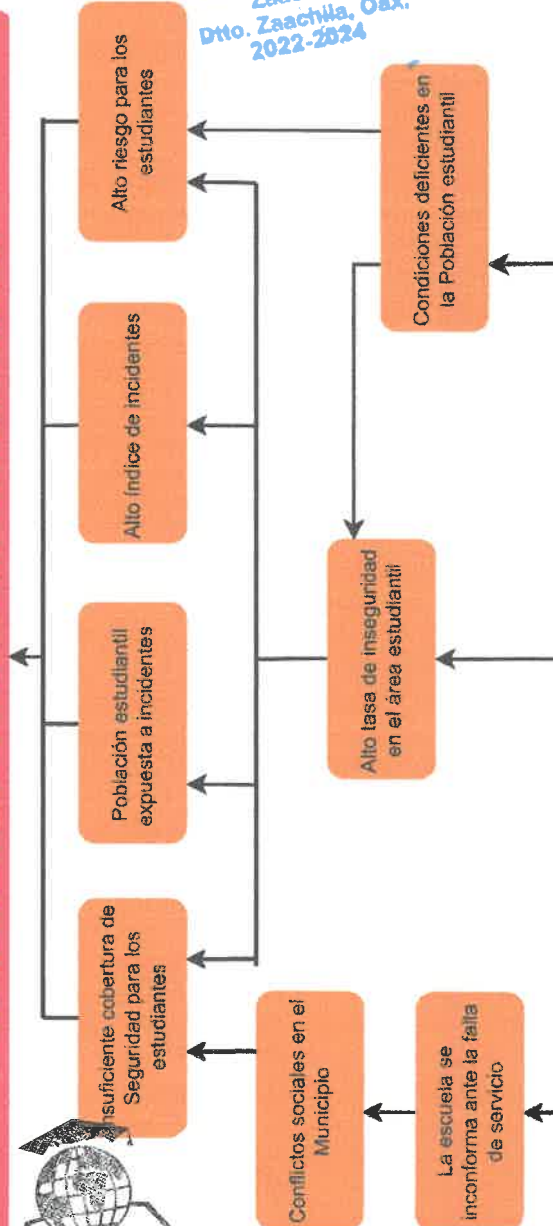 Dtto. Zaachila, Oax.
2022-2024
nsuficiente cobertura de
Seguridad para los
estudiantes
Población estudiantil
expuesta a incidentes
Alto índice de incidentes
Alto riesgo para los
estudiantes
Conflictos sociales en el
Municipio
Alto tasa de inseguridad
en el área estudiantil
Condiciones deficientes en
la Población estudiantil
La escuela se
inconforma ante la falta
de servicio